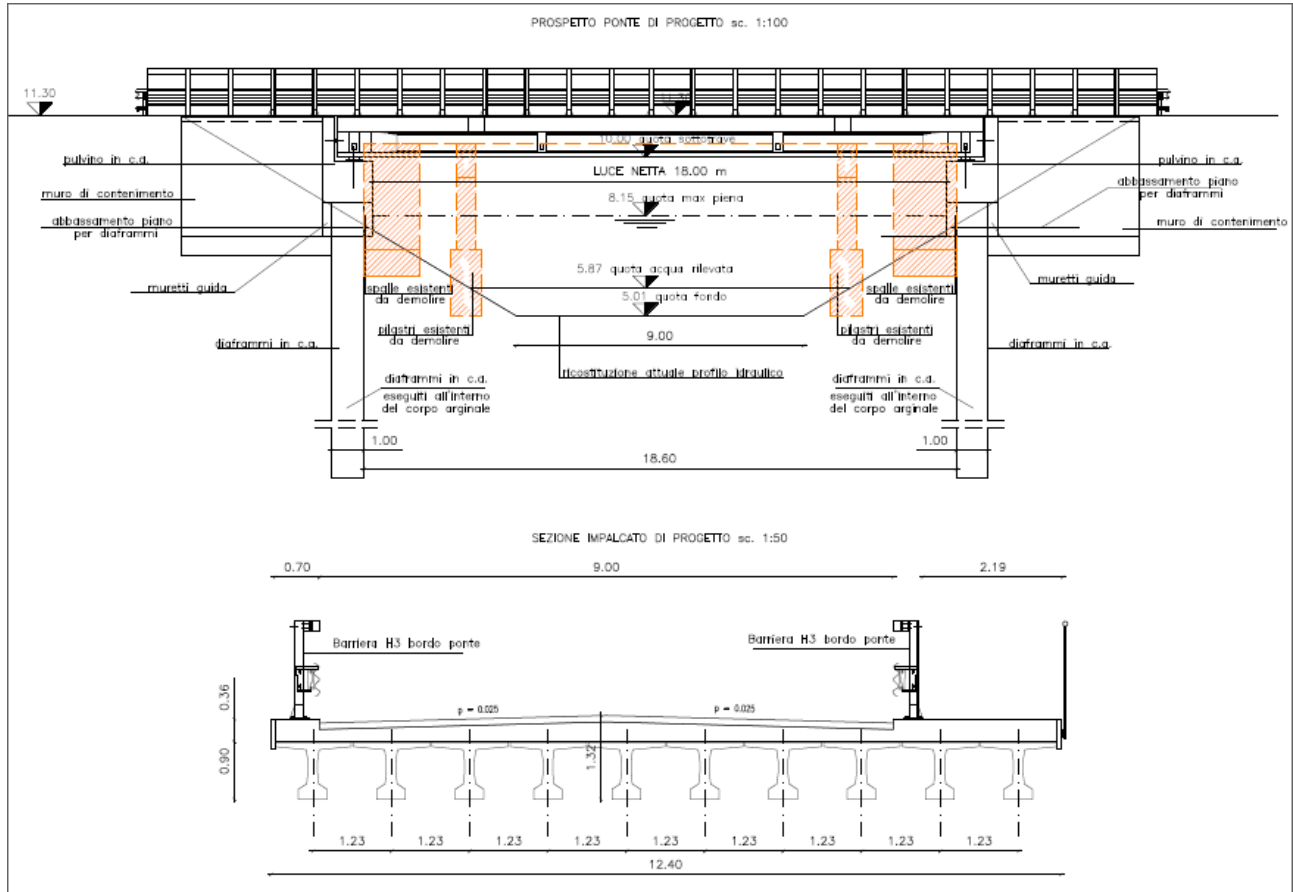 PROSPETTO PONTE DI PROGETTO sc. 1:100
11.30
10.00 quota sottotrave
pulvino in c.a.
LUCE NETTA 18.00 m
pulvino in c.a.
muro di contenimento
8.15 quota max piena
abbassamento piano
per diaframmi
abbassamento piano
per diaframmi
muro di contenimento
5.87 quota acqua rilevata
muretti guida
spalle esistenti
da demolire
5.01 quota fondo
spalle esistenti
da demolire
muretti guida
pilastri esistenti
da demolire
9.00
pilastri esistenti
da demolire
diaframmi in c.a.
diaframmi in c.a.
ricostituzione attuale profilo idraulico
diaframmi in c.a.
eseguiti all'interno
del corpo arginale
diaframmi in c.a.
eseguiti all'interno
del corpo arginale
1.00
18.60
1.00
SEZIONE IMPALCATO DI PROGETTO sc. 1:50
0.70
9.00
2.19
Barriera H3 bordo ponte
Barriera H3 bordo ponte
0.36
p = 0.025
p = 0.025
0.90
1.32
1.23
1.23
1.23
1.23
1.23
1.23
1.23
1.23
1.23
12.40